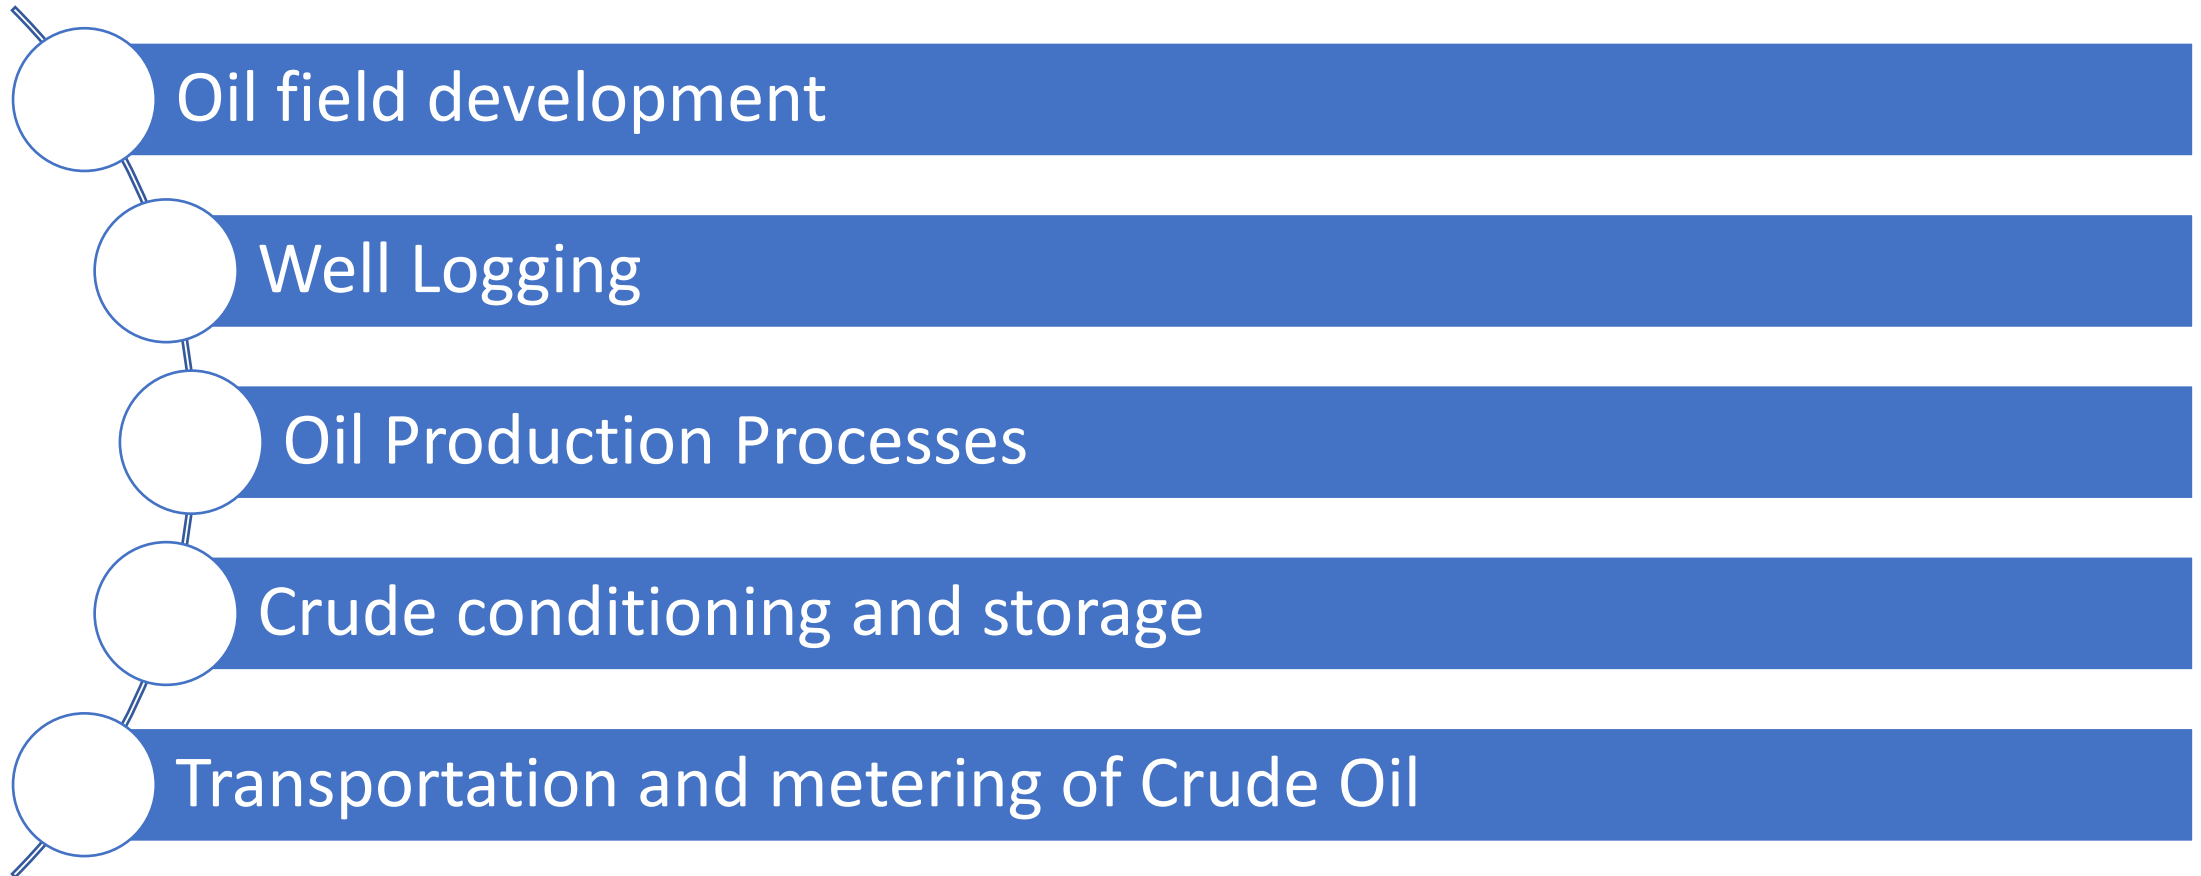 Oil field development
Well Logging
Oil Production Processes
Crude conditioning and storage
Transportation and metering of Crude Oil